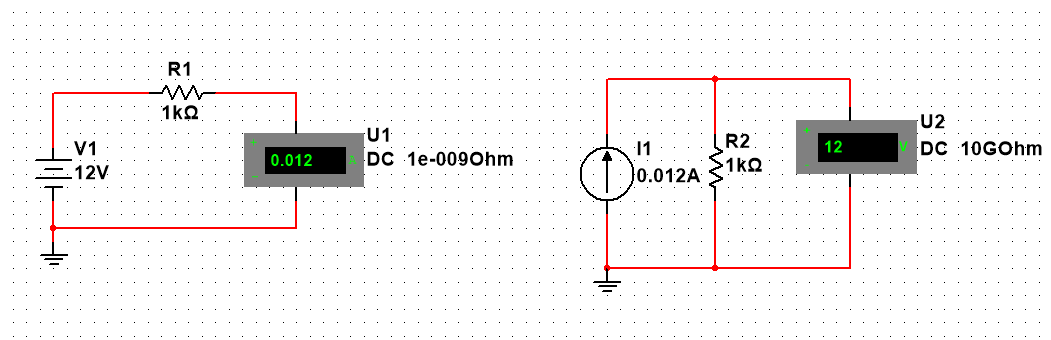 R1
1kΩ
V1
12V
+
0.012 A
-
U1
DC 1e-009Ohm
I1
0.012A
R2
1kΩ
+
12 V
-
U2
DC 10GOhm